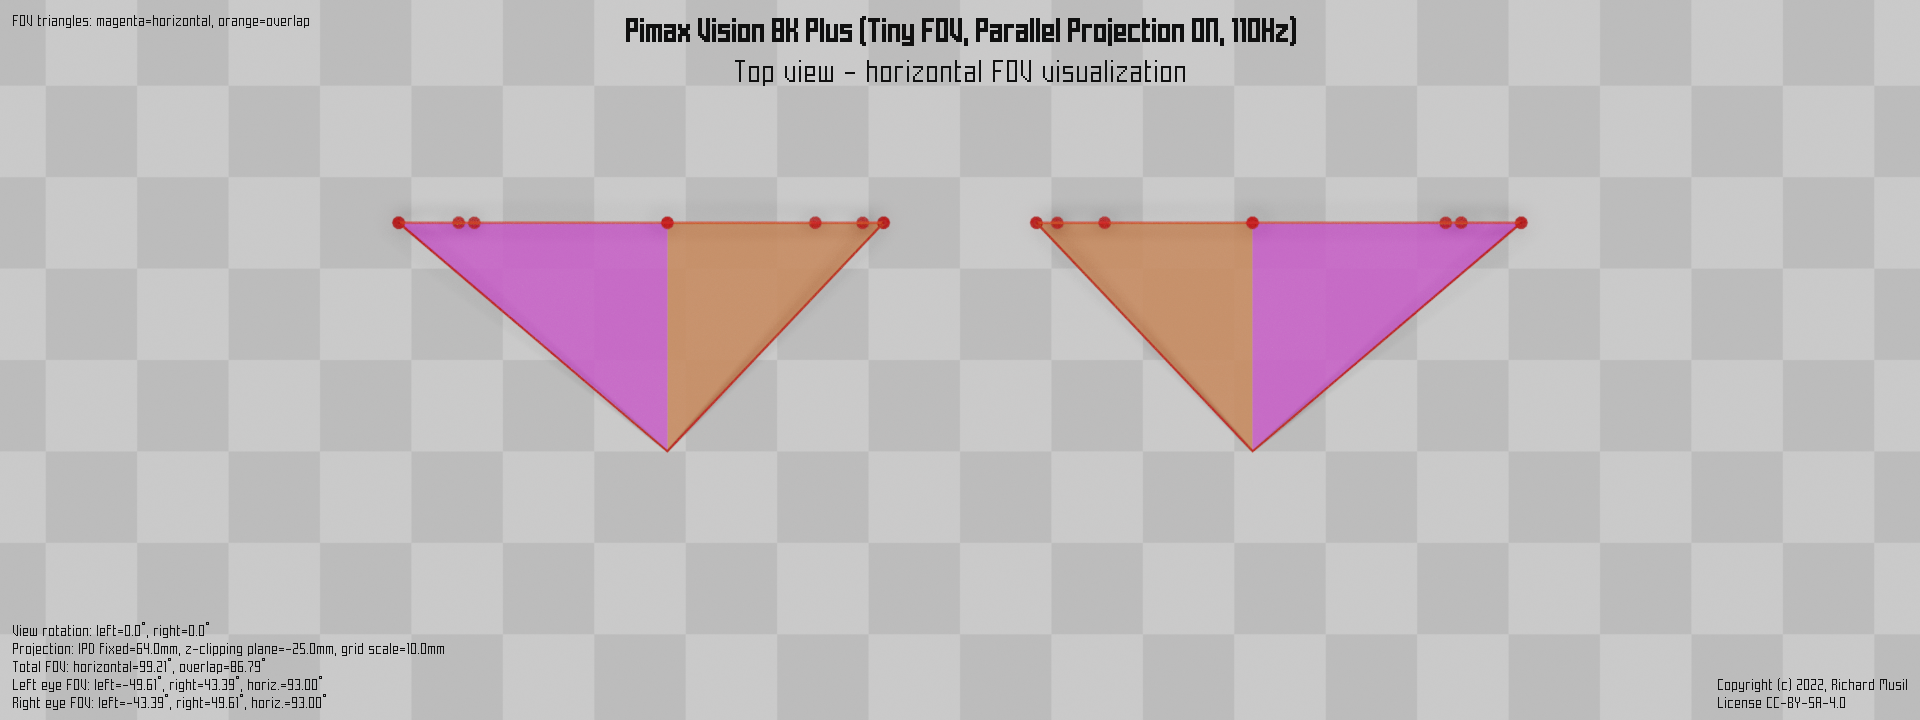 FOV triangles: magenta=horizontal, orange=overlap
Pimax Vision 8K Plus (Tiny FOV, Parallel Projection ON, 110Hz)
Top view - horizontal FOV visualization
View rotation: left=0.0°, right=0.0°
Projection: IPD fixed=64.0mm, z-clipping plane=-25.0mm, grid scale=10.0mm
Total FOV: horizontal=99.21°, overlap=86.79°
Left eye FOV: left=-49.61°, right=43.39°, horiz.=93.00°
Right eye FOV: left=-43.39°, right=49.61°, horiz.=93.00°
Copyright (c) 2022, Richard Musil
License CC-BY-SA-4.0